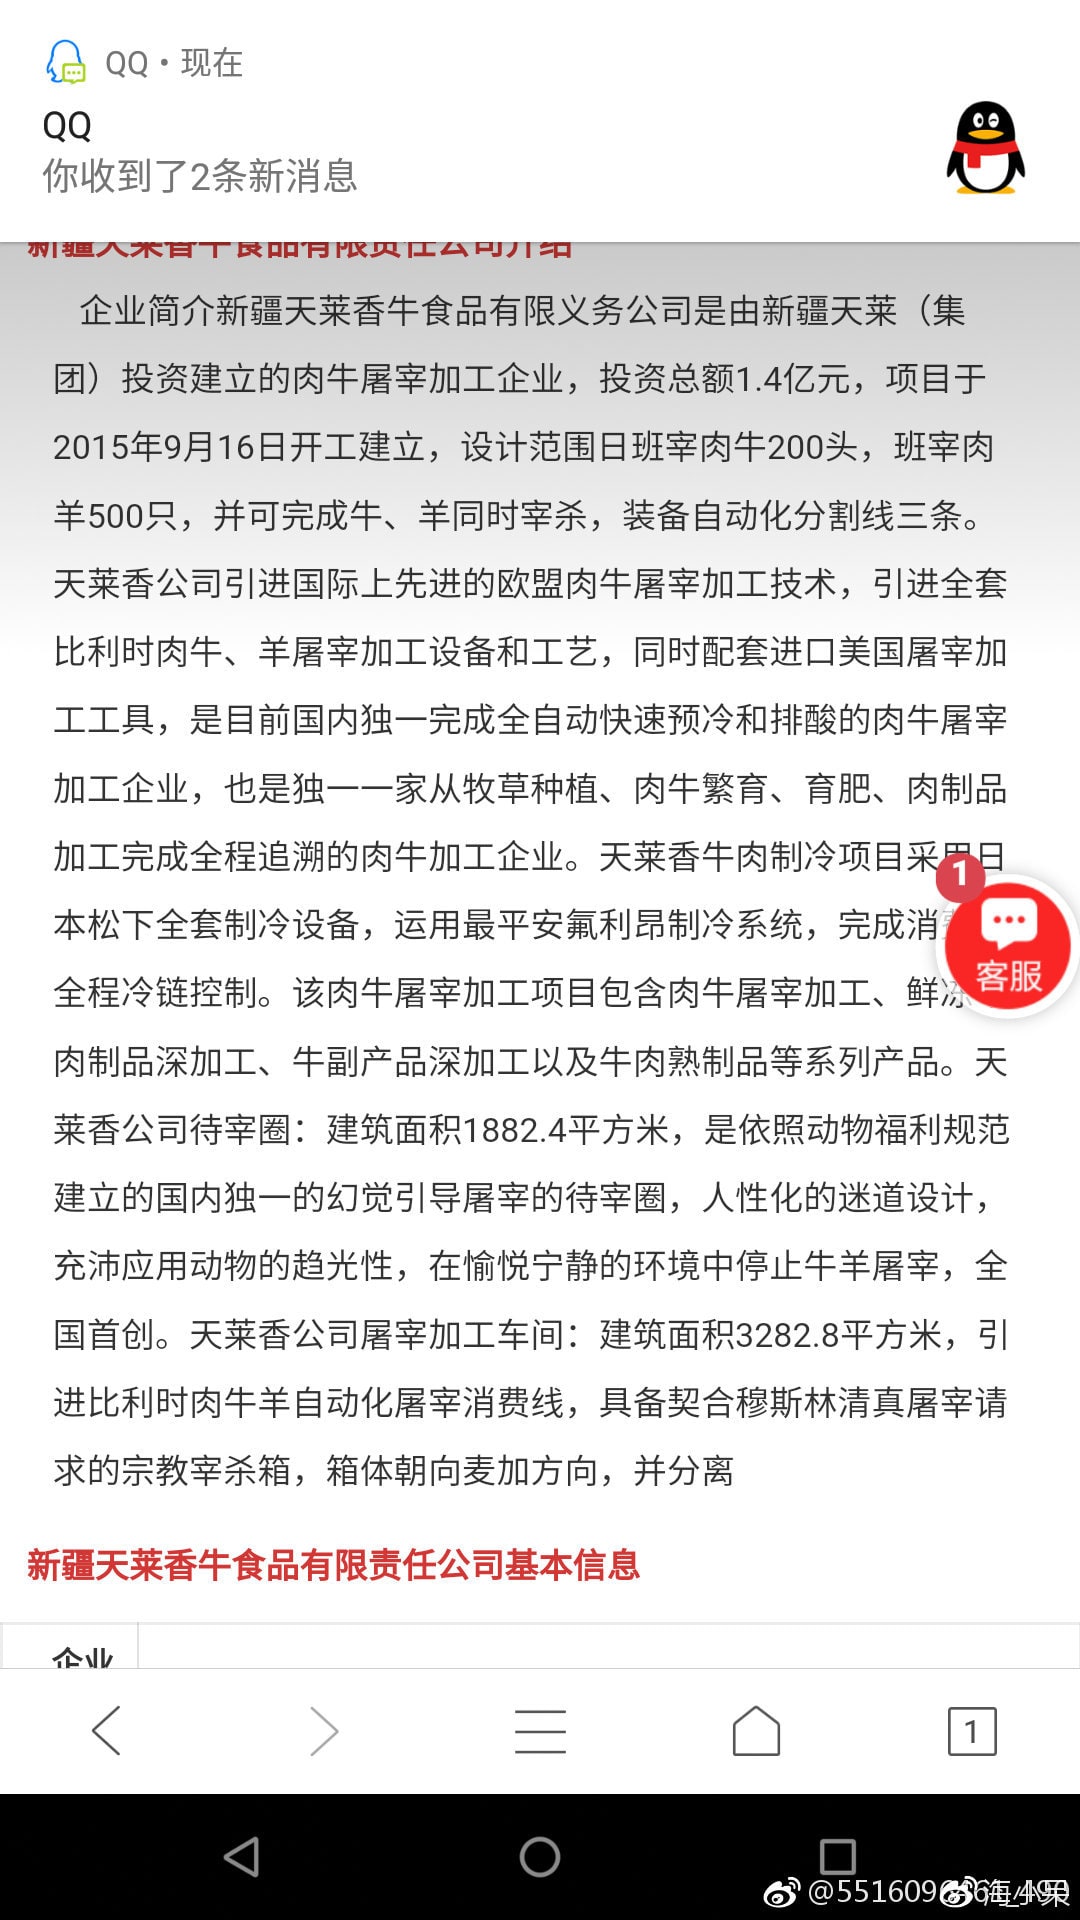 QQ • 现在
QQ
你收到了2条新消息
新疆天莱香牛食品有限责任公司介绍
企业简介新疆天莱香牛食品有限义务公司是由新疆天莱（集
团）投资建立的肉牛屠宰加工企业，投资总额1.4亿元，项目于
2015年9月16日开工建立，设计范围日班宰肉牛200头，班宰肉
羊500只，并可完成牛、羊同时宰杀，装备自动化分割线三条。
天莱香公司引进国际上先进的欧盟肉牛屠宰加工技术，引进全套
比利时肉牛、羊屠宰加工设备和工艺，同时配套进口美国屠宰加
工工具，是目前国内独一完成全自动快速预冷和排酸的肉牛屠宰
加工企业，也是独一一家从牧草种植、肉牛繁育、育肥、肉制品
加工完成全程追溯的肉牛加工企业。天莱香牛肉制冷项目采用日
1
本松下全套制冷设备，运用最平安氟利昂制冷系统，完成消
客服
全程冷链控制。该肉牛屠宰加工项目包含肉牛屠宰加工、鲜冻
肉制品深加工、牛副产品深加工以及牛肉熟制品等系列产品。天
莱香公司待宰圈：建筑面积1882.4平方米，是依照动物福利规范
建立的国内独一的幻觉引导屠宰的待宰圈，人性化的迷道设计，
充沛应用动物的趋光性，在愉悦宁静的环境中停止牛羊屠宰，全
国首创。天莱香公司屠宰加工车间：建筑面积3282.8平方米，引
进比利时肉牛羊自动化屠宰消费线，具备契合穆斯林清真屠宰请
求的宗教宰杀箱，箱体朝向麦加方向，并分离
新疆天莱香牛食品有限责任公司基本信息
企业
1